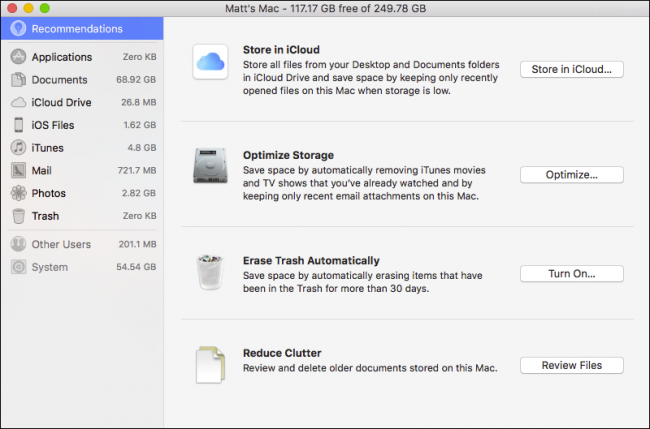 Matt's Mac - 117.17 GB free of 249.78 GB
Recommendations
Applications Zero KB
Documents 68.92 GB
iCloud Drive 26.8 MB
iOS Files 1.62 GB
iTunes 4.8 GB
Mail 721.7 MB
Photos 2.82 GB
Trash Zero KB
Other Users 201.1 MB
System 54.54 GB
Store in iCloud
Store all files from your Desktop and Documents folders
in iCloud Drive and save space by keeping only recently
opened files on this Mac when storage is low.
Store in iCloud...
Optimize Storage
Save space by automatically removing iTunes movies
and TV shows that you've already watched and by
keeping only recent email attachments on this Mac.
Optimize...
Erase Trash Automatically
Save space by automatically erasing items that have
been in the Trash for more than 30 days.
Turn On...
Reduce Clutter
Review and delete older documents stored on this Mac.
Review Files